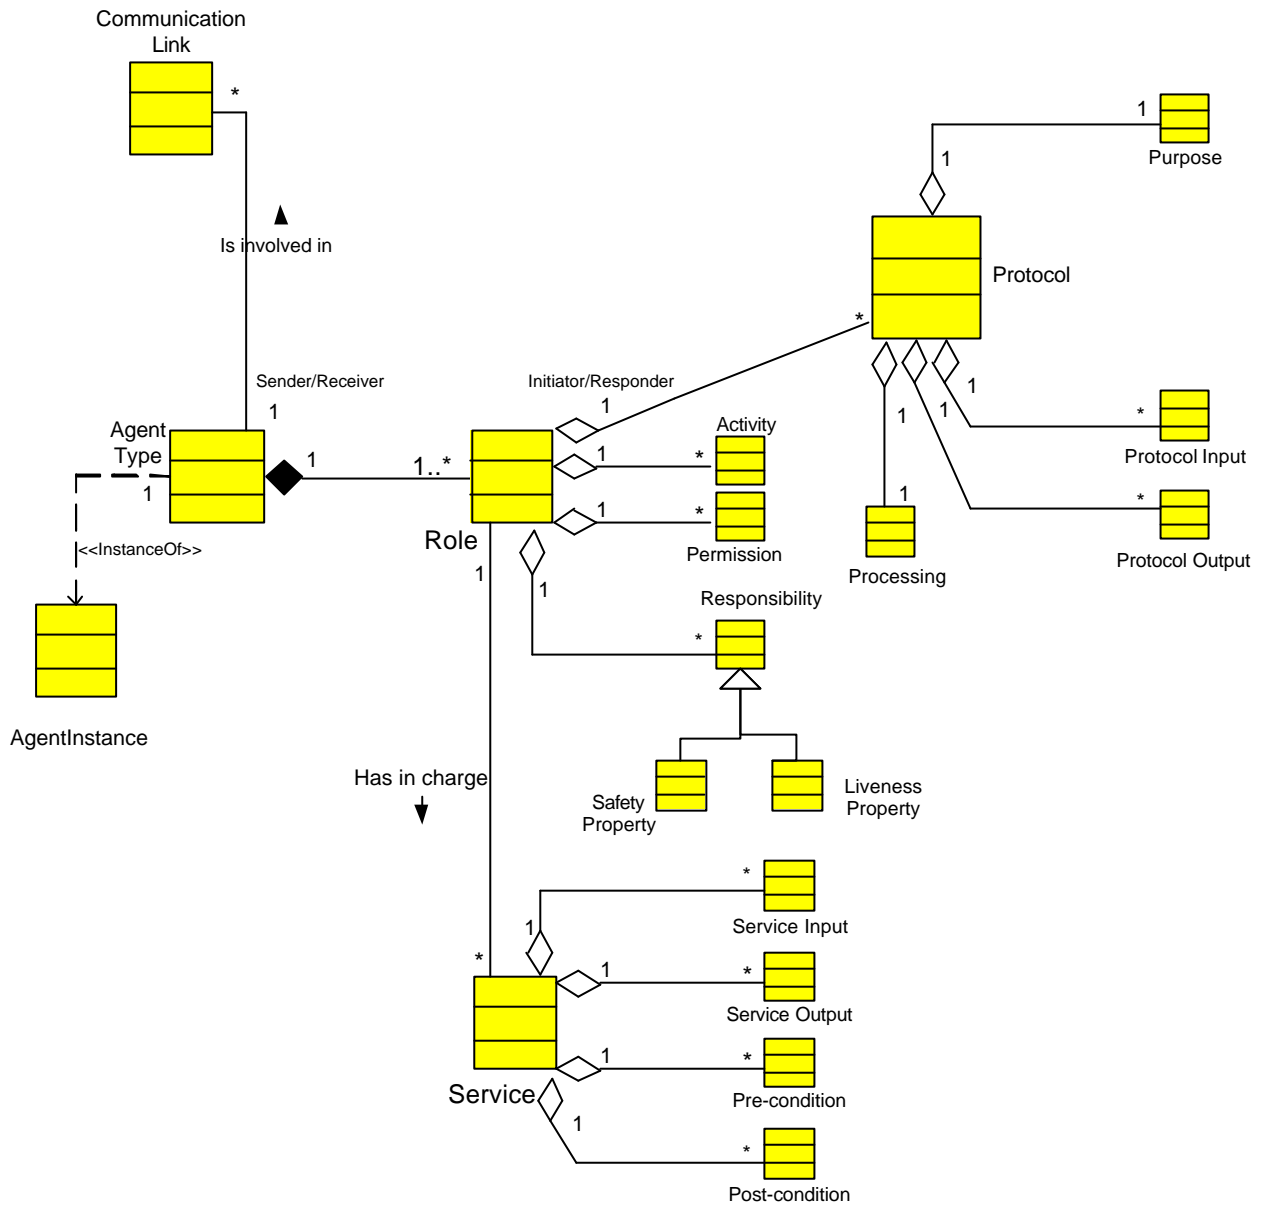 Communication
Link
*
1
Purpose
1
Is involved in
Protocol
*
Sender/Receiver
Initiator/Responder
1
1
1
1
1
*
Activity
Agent
Type
1
1..*
1
*
Protocol Input
1
1
*
*
1
Role
Permission
Processing
Protocol Output
<<InstanceOf>>
1
1
Responsibility
*
AgentInstance
Has in charge
Safety
Property
Liveness
Property
*
Service Input
1
*
1
*
Service Output
1
*
Service
Pre-condition
1
*
Post-condition